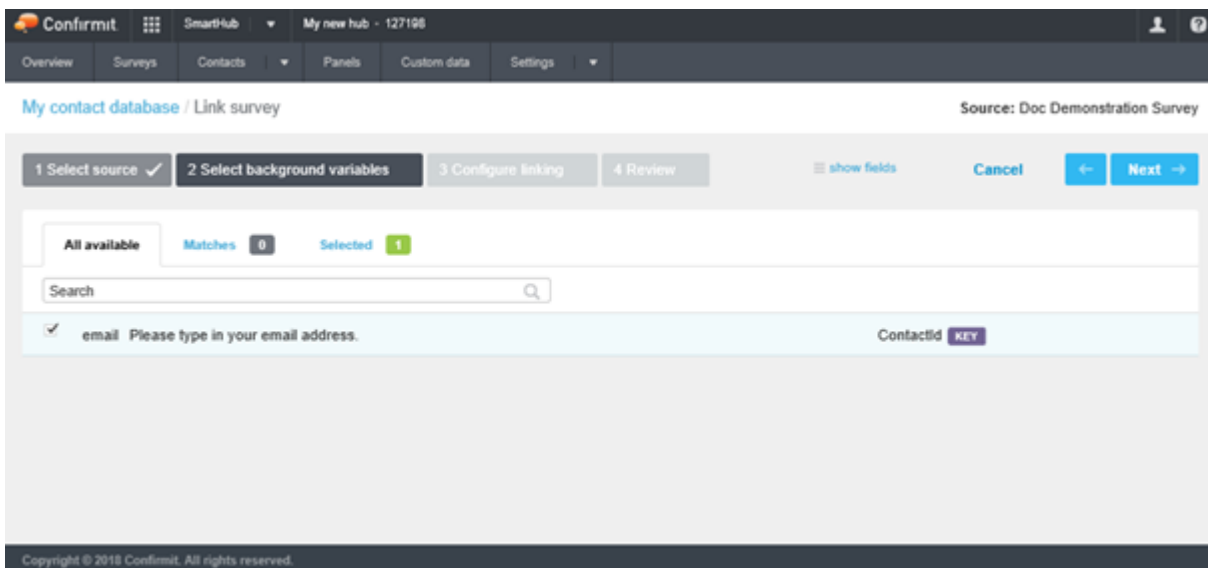 Confirmit SmartHub My new hub - 127198
Overview Surveys Contacts Panels Custom data Settings
My contact database / Link survey Source: Doc Demonstration Survey
1 Select source 2 Select background variables 3 Configure linking 4 Review show fields Cancel Next
All available Matches 0 Selected 1
Search
email Please type in your email address. ContactId KEY
Copyright © 2018 Confirmit. All rights reserved.